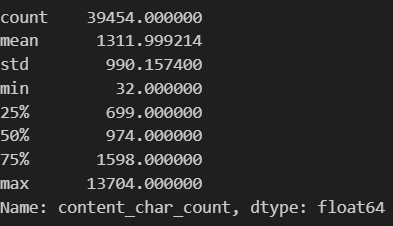 count    39454.000000
mean      1311.999214
std        990.157400
min         32.000000
25%        699.000000
50%        974.000000
75%       1598.000000
max      13704.000000
Name: content_char_count, dtype: float64